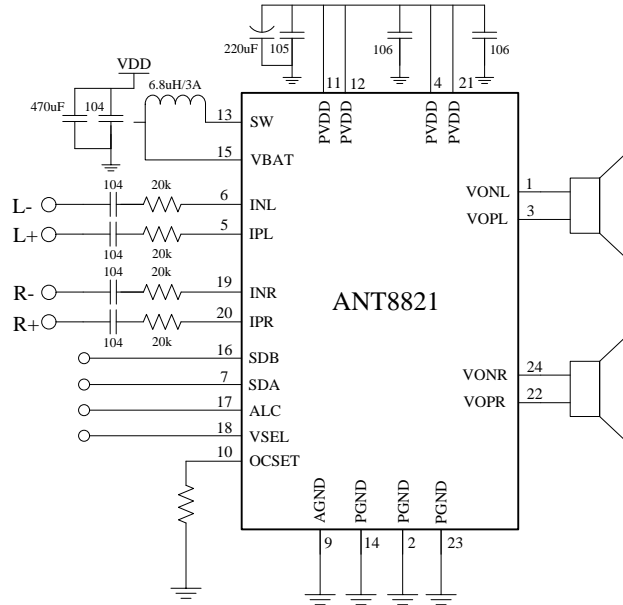 220uF
105
106
106
11
12
4
21
PVDD
PVDD
PVDD
PVDD
VDD
470uF
104
6.8uH/3A
13
SW
15
VBAT
104
20k
L-
6
INL
L+
5
IPL
104
20k
104
20k
R-
19
INR
R+
20
IPR
104
20k
16
SDB
7
SDA
17
ALC
18
VSEL
10
OCSET
ANT8821
VONL
1
VOPL
3
VONR
24
VOPR
22
AGND
PGND
PGND
PGND
9
14
2
23